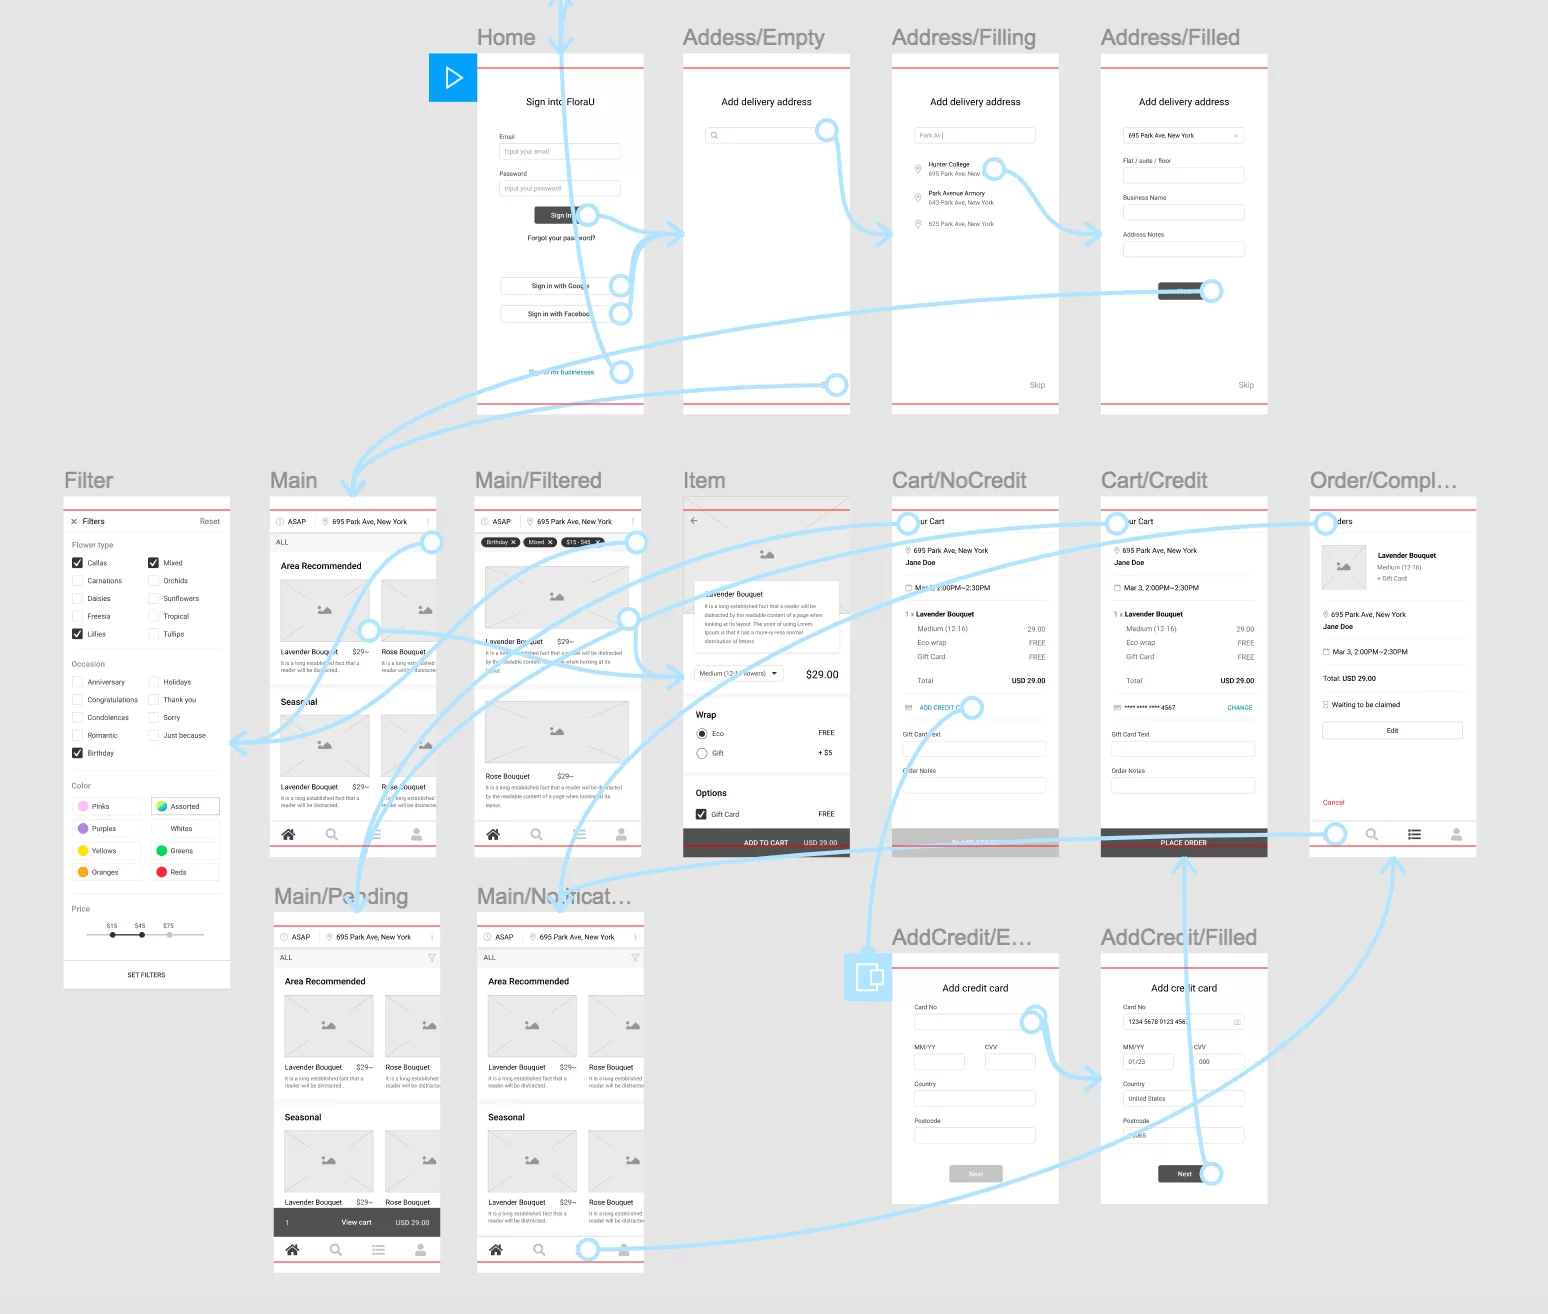 Home
Sign into FloraU
Email
Input your email
Password
Input your password
Sign In
Forgot your password?
Sign in with Google
Sign in with Facebook
Sign in for businesses
Addess/Empty
Add delivery address
Address/Filling
Add delivery address
Park Av
Hunter College
695 Park Ave, New Y
Park Avenue Armory
643 Park Ave, New York
625 Park Ave, New York
Skip
Address/Filled
Add delivery address
695 Park Ave, New York
Flat / suite / floor
Business Name
Address Notes
Skip
Filter
Filters
Reset
Flower type
Callas
Mixed
Carnations
Orchids
Daisies
Sunflowers
Freesia
Tropical
Lillies
Tullips
Occasion
Anniversary
Holidays
Congratulations
Thank you
Condolences
Sorry
Romantic
Just because
Birthday
Color
Pinks
Assorted
Purples
Whites
Yellows
Greens
Oranges
Reds
Price
$15
$45
$75
SET FILTERS
Main
ASAP
695 Park Ave, New York
ALL
Area Recommended
Lavender Bouquet
$29~
Rose Bouquet
It is a long established fact that a
reader will be distracted.
It is a long established
reader will be distracte
Seasonal
Lavender Bouquet
$29~
Rose Bouquet
It is a long established fact that a
reader will be distracted.
It is a long established
reader will be distracte
Main/Filtered
ASAP
695 Park Ave, New York
Birthday
Mixed
$15 - $45
Lavender Bouquet
$29~
It is a long established fact that a reader will be distracted
by the readable content of a page when looking at its
layout.
Rose Bouquet
$29~
It is a long established fact that a reader will be distracted
by the readable content of a page when looking at its
layout.
Item
Lavender Bouquet
It is a long established fact that a reader will be
distracted by the readable content of a page when
looking at its layout. The point of using Lorem
Ipsum is that it has a more-or-less normal
distribution of letters
Medium (12-16 flowers)
$29.00
Wrap
Eco
FREE
Gift
+ $5
Options
Gift Card
FREE
ADD TO CART
USD 29.00
Cart/NoCredit
ur Cart
695 Park Ave, New York
Jane Doe
Mar 3, 2:00PM~2:30PM
1 x Lavender Bouquet
Medium (12-16)
29.00
Eco wrap
FREE
Gift Card
FREE
Total
USD 29.00
ADD CREDIT C
Gift Card Text
Order Notes
PLACE ORDER
Cart/Credit
ur Cart
695 Park Ave, New York
Jane Doe
Mar 3, 2:00PM~2:30PM
1 x Lavender Bouquet
Medium (12-16)
29.00
Eco wrap
FREE
Gift Card
FREE
Total
USD 29.00
**** **** **** 4567
CHANGE
Gift Card Text
Order Notes
PLACE ORDER
Order/Compl...
ders
Lavender Bouquet
Medium (12-16)
+ Gift Card
695 Park Ave, New York
Jane Doe
Mar 3, 2:00PM~2:30PM
Total: USD 29.00
Waiting to be claimed
Edit
Cancel
Main/Pending
ASAP
695 Park Ave, New York
ALL
Area Recommended
Lavender Bouquet
$29~
Rose Bouquet
It is a long established fact that a
reader will be distracted.
It is a long established
reader will be distracte
Seasonal
Lavender Bouquet
$29~
Rose Bouquet
1
View cart
USD 29.00
Main/Notificat...
ASAP
695 Park Ave, New York
ALL
Area Recommended
Lavender Bouquet
$29~
Rose Bouquet
It is a long established fact that a
reader will be distracted.
It is a long established
reader will be distracte
Seasonal
Lavender Bouquet
$29~
Rose Bouquet
It is a long established fact that a
reader will be distracted.
It is a long established
reader will be distracte
AddCredit/E...
Add credit card
Card No
MM/YY
CVV
Country
Postcode
Next
AddCredit/Filled
Add credit card
Card No
1234 5678 9123 4567
MM/YY
CVV
01/23
000
Country
United States
Postcode
Next